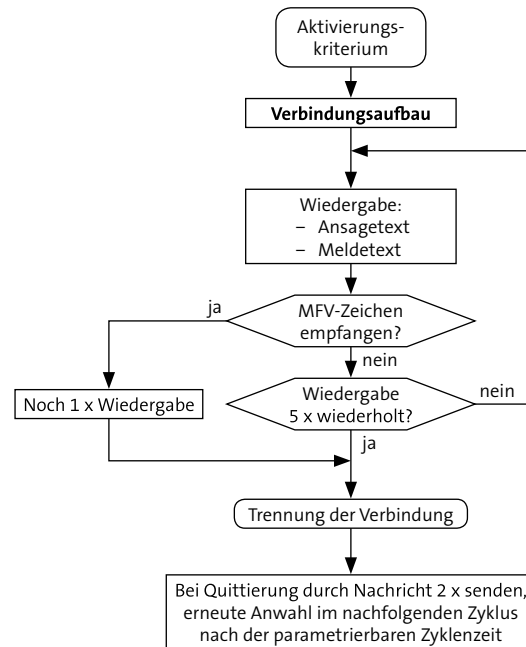 Aktivierungs-
kriterium
Verbindungsaufbau
Wiedergabe:
– Ansagetext
– Meldetext
ja
MFV-Zeichen
empfangen?
nein
Noch 1 x Wiedergabe
Wiedergabe
5 x wiederholt?
nein
ja
Trennung der Verbindung
Bei Quittierung durch Nachricht 2 x senden,
erneute Anwahl im nachfolgenden Zyklus
nach der parametrierbaren Zyklenzeit